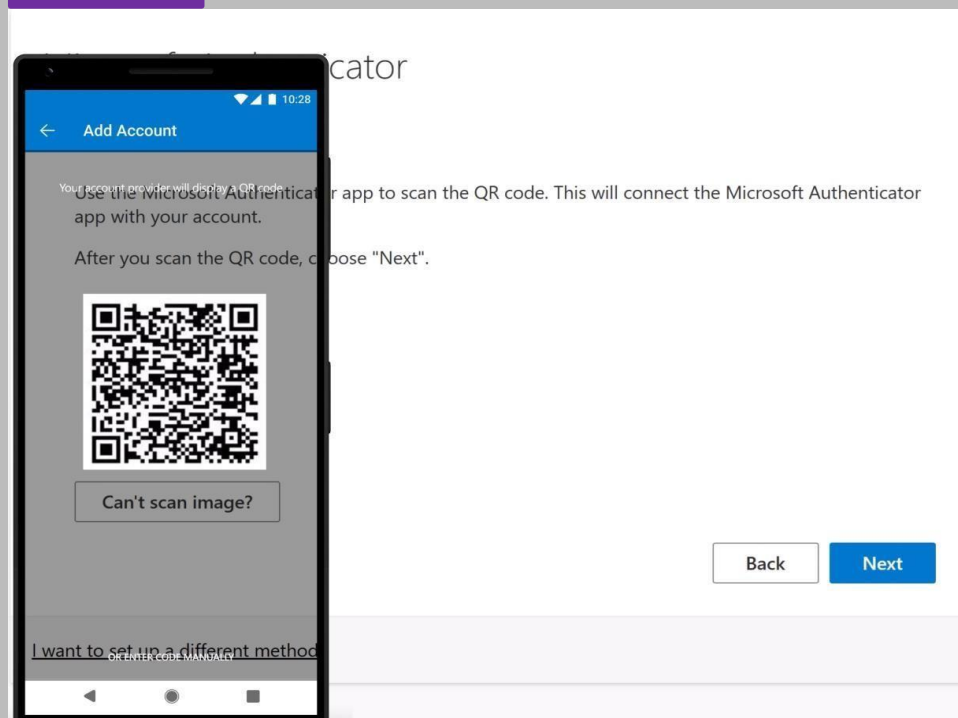 cator
10:28
Add Account
Your account provider will display a QR code
Use the Microsoft Authenticator app to scan the QR code. This will connect the Microsoft Authenticator
app with your account.
After you scan the QR code, choose "Next".
Can't scan image?
Back
Next
I want to set up a different method
OR ENTER CODE MANUALLY